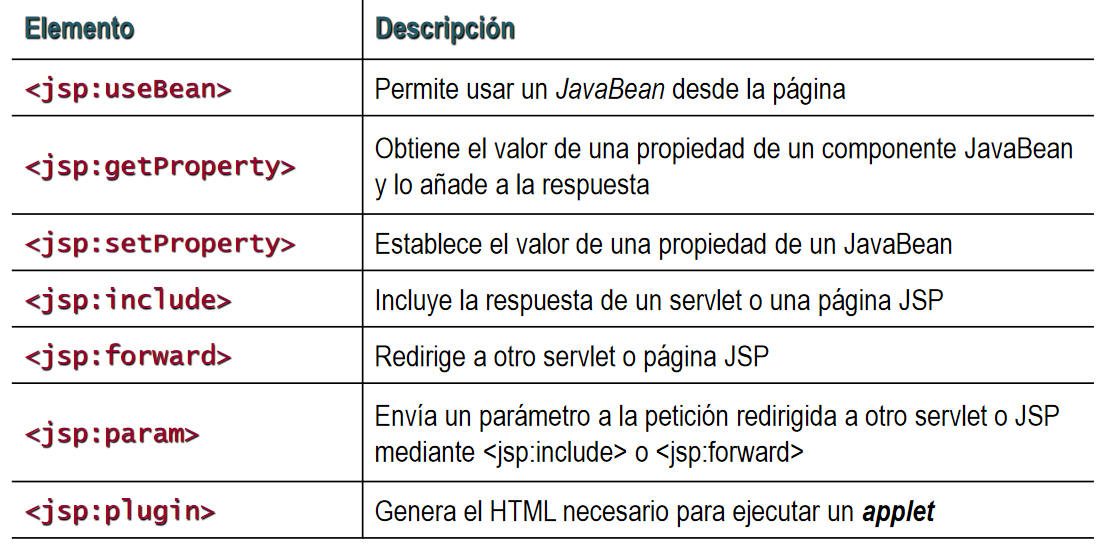 Elemento Descripción
<jsp:useBean> Permite usar un JavaBean desde la página
<jsp:getProperty> Obtiene el valor de una propiedad de un componente JavaBean
y lo añade a la respuesta
<jsp:setProperty> Establece el valor de una propiedad de un JavaBean
<jsp:include> Incluye la respuesta de un servlet o una página JSP
<jsp:forward> Redirige a otro servlet o página JSP
<jsp:param> Envía un parámetro a la petición redirigida a otro servlet o JSP
mediante <jsp:include> o <jsp:forward>
<jsp:plugin> Genera el HTML necesario para ejecutar un applet